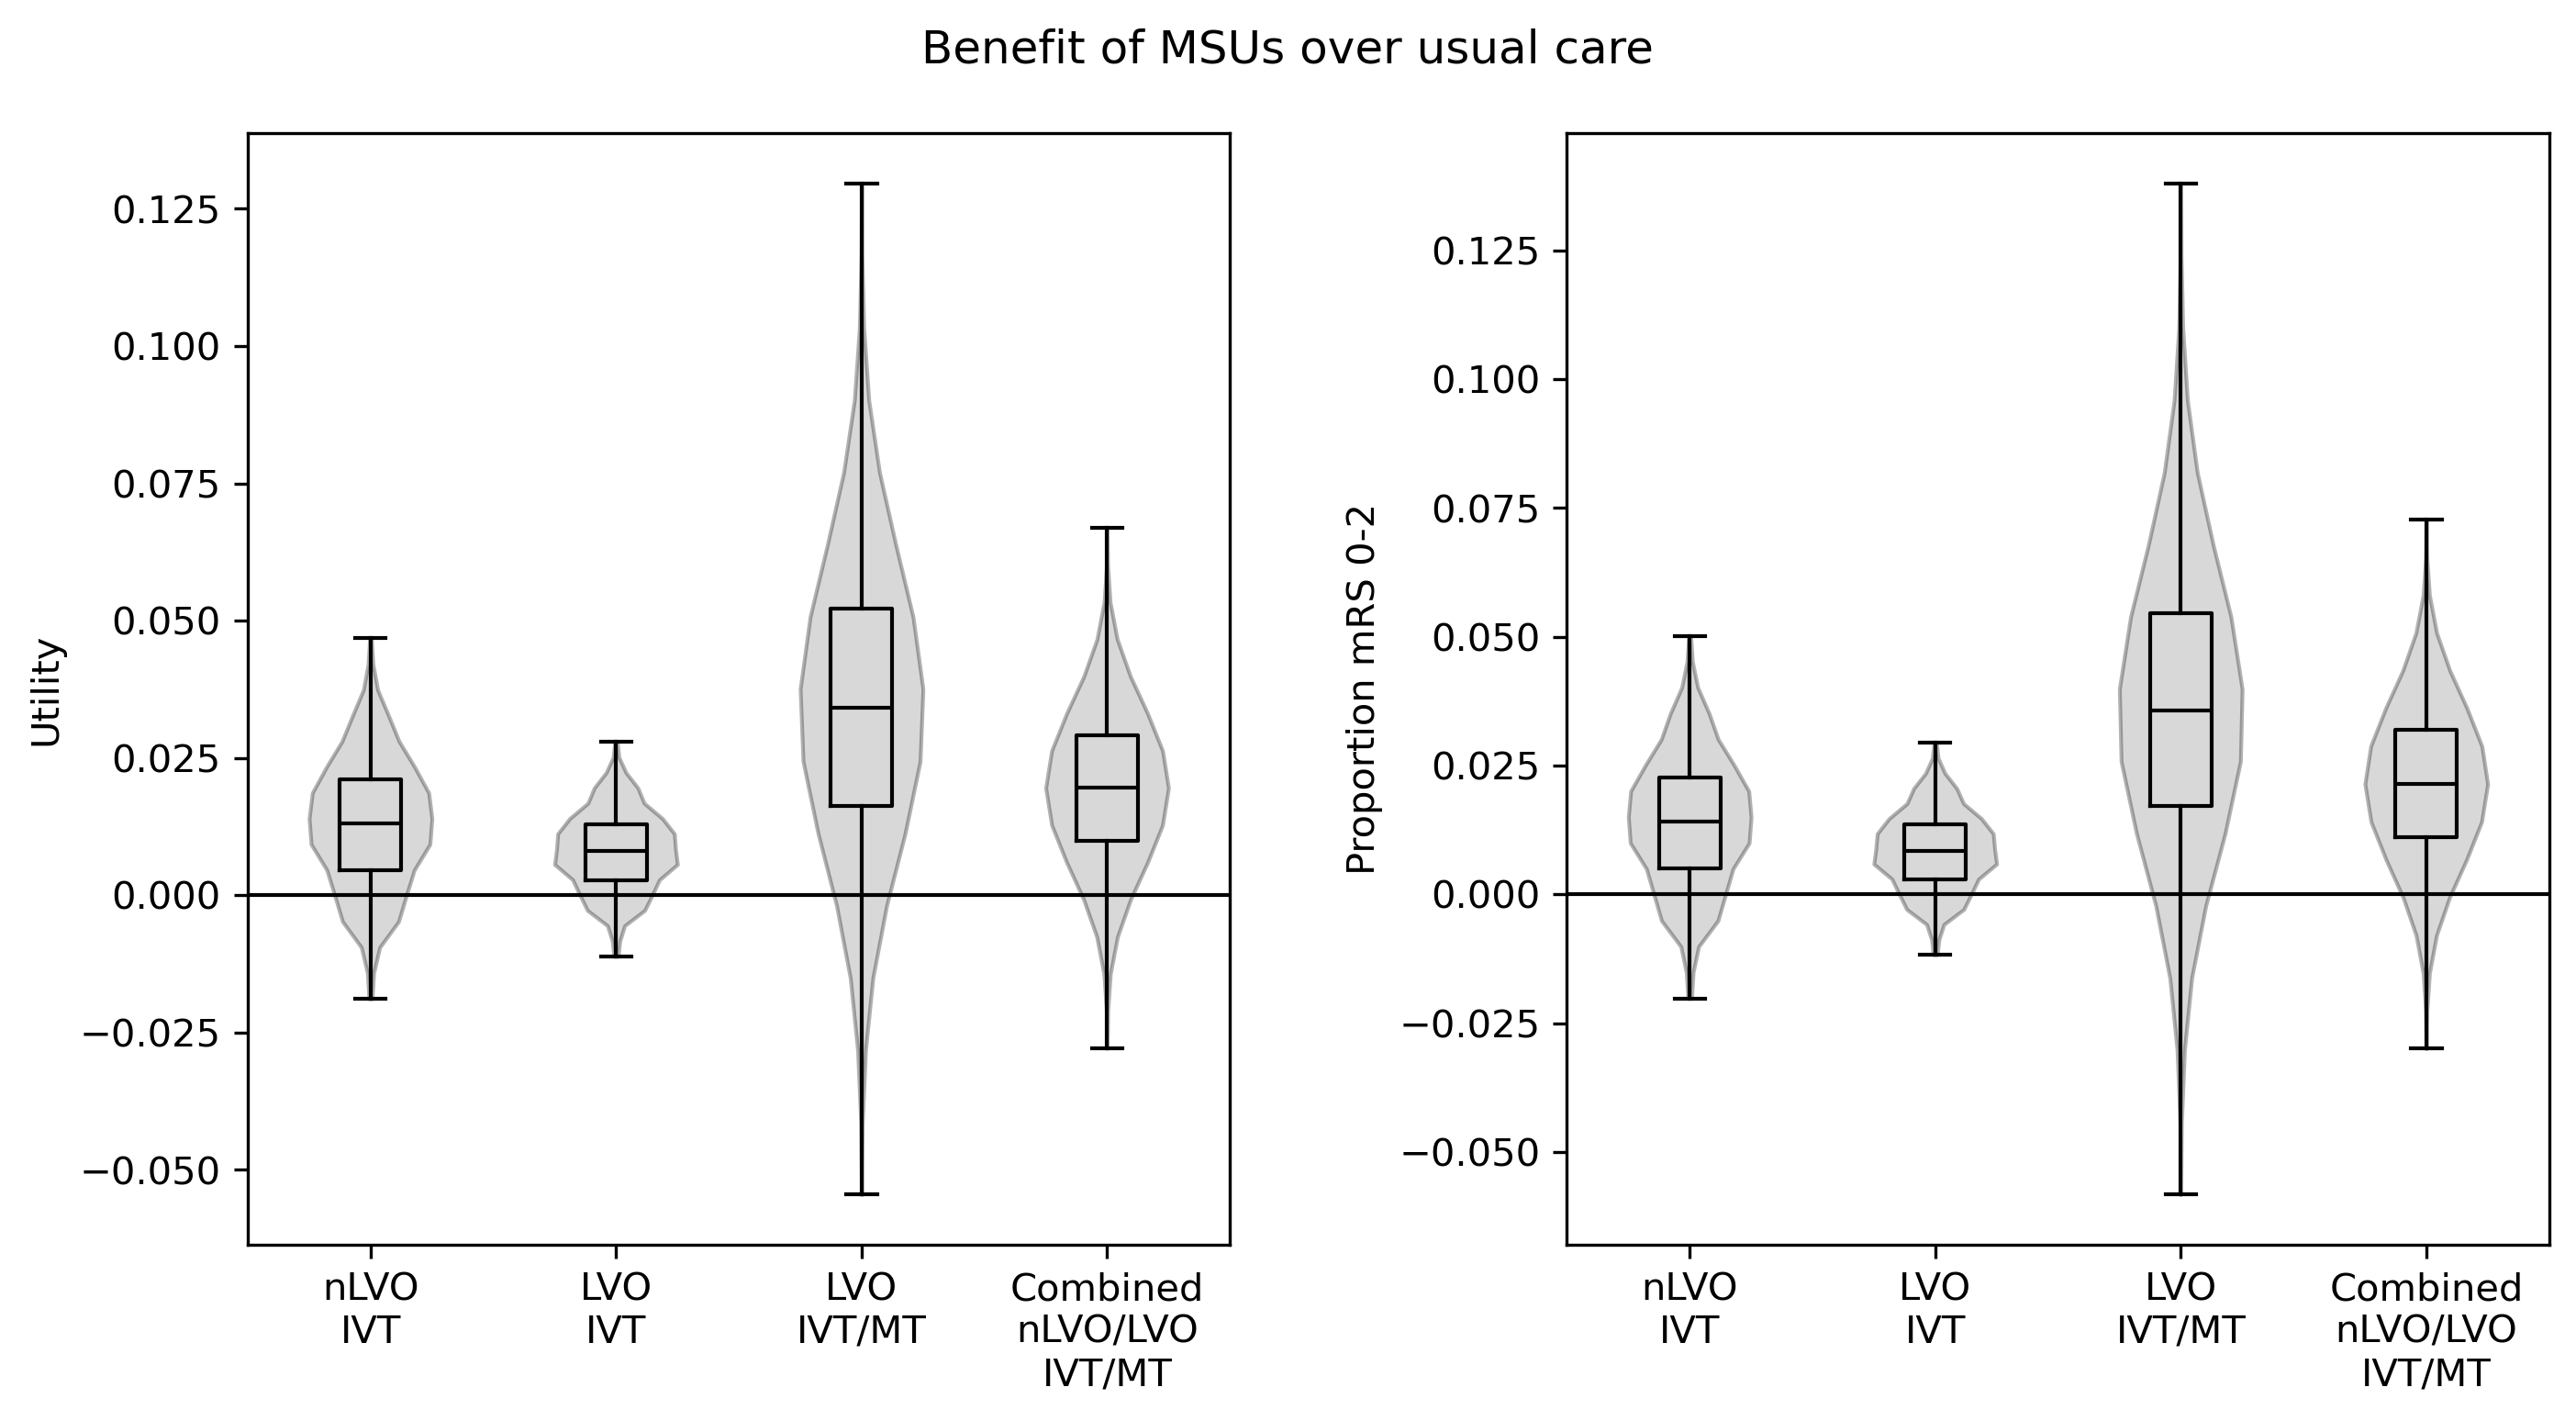 Benefit of MSUs over usual care
Utility
0.125
0.100
0.075
0.050
0.025
0.000
−0.025
−0.050
nLVO
IVT
LVO
IVT
LVO
IVT/MT
Combined
nLVO/LVO
IVT/MT
Proportion mRS 0-2
0.125
0.100
0.075
0.050
0.025
0.000
−0.025
−0.050
nLVO
IVT
LVO
IVT
LVO
IVT/MT
Combined
nLVO/LVO
IVT/MT